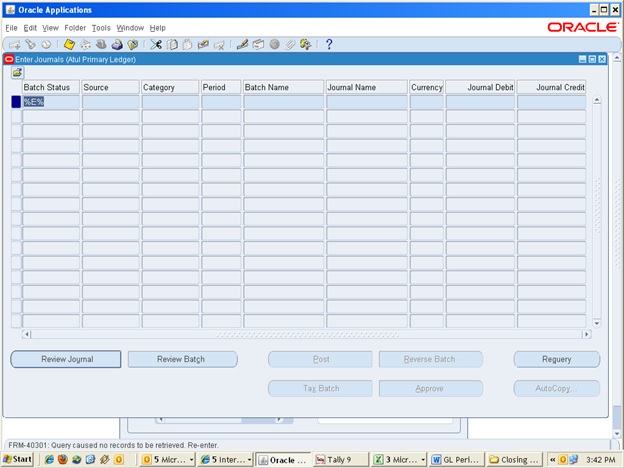 Oracle Applications
File Edit View Folder Tools Window Help
ORACLE
?
Enter Journals (Atul Primary Ledger)
Batch Status Source Category Period Batch Name Journal Name Currency Journal Debit Journal Credit
%E%
Review Journal Review Batch Post Reverse Batch Requery
Tax Batch Approve AutoCopy...
FRM-40301: Query caused no records to be retrieved. Re-enter.
Start 5 Micr... 5 Inter... Oracle ... Tally 9 3 Micr... GL Peri... Closing ... « 3:42 PM